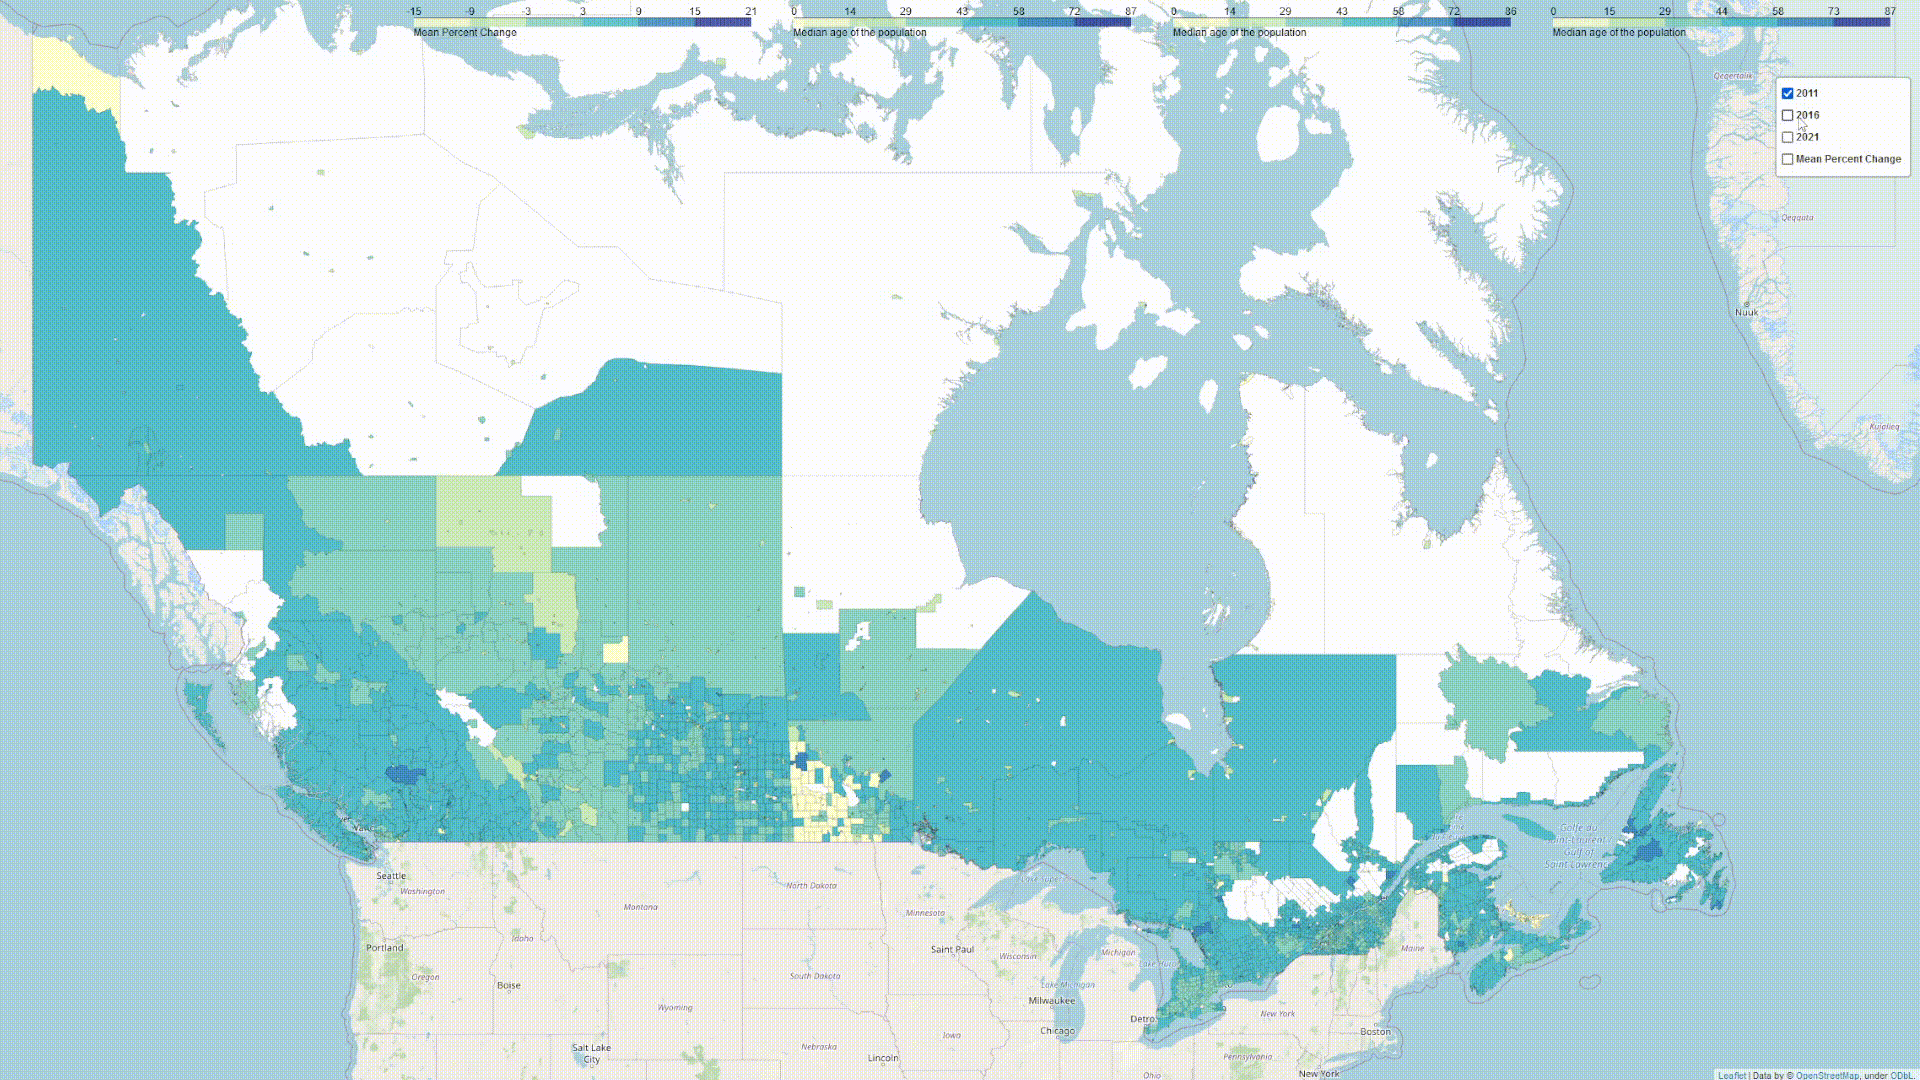 -15 -9 -3 3 9 15 21
Mean Percent Change
0 14 29 43 58 72 87
Median age of the population
0 14 29 43 58 72 86
Median age of the population
0 15 29 44 58 73 87
Median age of the population
2011
2016
2021
Mean Percent Change
Qeqertalik
Qeqqata
Nuuk
Kujalleq
Golfe du
Saint-Laurent
Gulf of
Saint Lawrence
Seattle
Washington
Montana
North Dakota
Minnesota
Lake Superior
Portland
Idaho
Saint Paul
Wisconsin
Michigan
Maine
Oregon
Boise
South Dakota
Lake Michigan
Milwaukee
Wyoming
New York
Detro
Chicago
Iowa
Boston
Salt Lake
City
Nebraska
Lincoln
Pennsylvania
Ohio
New York
Leaflet | Data by © OpenStreetMap, under ODbL.